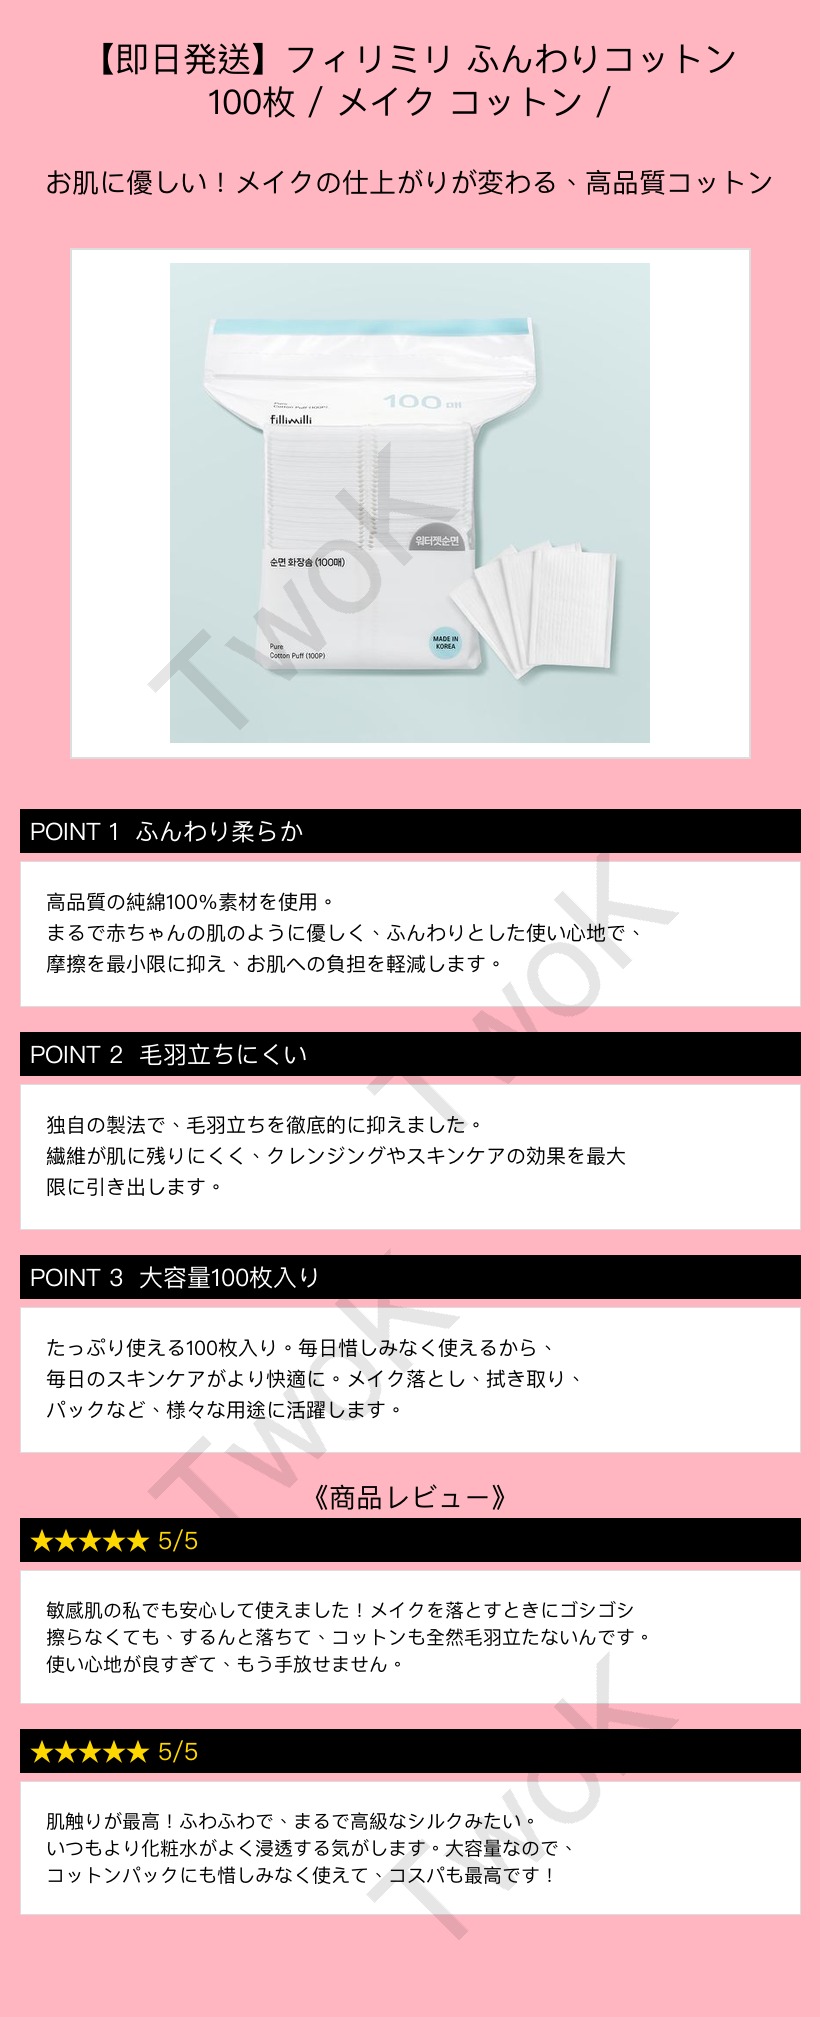 【即日発送】フィリミリ ふんわりコットン
100枚 / メイク コットン /
お肌に優しい！メイクの仕上がりが変わる、高品質コットン
Pure
Cotton Puff (100P)
100매
fillimilli
워터젯순면
순면 화장솜 (100매)
MADE IN
KOREA
Pure
Cotton Puff (100P)
TwoK
POINT 1 ふんわり柔らか
高品質の純綿100%素材を使用。
まるで赤ちゃんの肌のように優しく、ふんわりとした使い心地で、
摩擦を最小限に抑え、お肌への負担を軽減します。
TwoK
POINT 2 毛羽立ちにくい
独自の製法で、毛羽立ちを徹底的に抑えました。
繊維が肌に残りにくく、クレンジングやスキンケアの効果を最大
限に引き出します。
POINT 3 大容量100枚入り
たっぷり使える100枚入り。毎日惜しみなく使えるから、
毎日のスキンケアがより快適に。メイク落とし、拭き取り、
パックなど、様々な用途に活躍します。
TwoK
《商品レビュー》
★★★★★ 5/5
敏感肌の私でも安心して使えました！メイクを落とすときにゴシゴシ
擦らなくても、するんと落ちて、コットンも全然毛羽立たないんです。
使い心地が良すぎて、もう手放せません。
★★★★★ 5/5
肌触りが最高！ふわふわで、まるで高級なシルクみたい。
いつもより化粧水がよく浸透する気がします。大容量なので、
コットンパックにも惜しみなく使えて、コスパも最高です！
TwoK